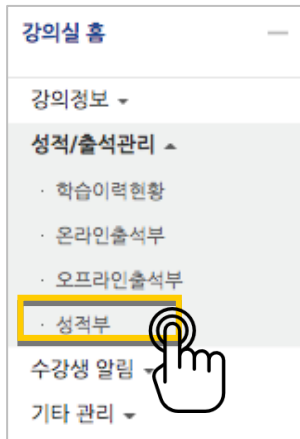 강의실 홈
강의정보
성적/출석관리
· 학습이력현황
· 온라인출석부
· 오프라인출석부
· 성적부
수강생 알림
기타 관리